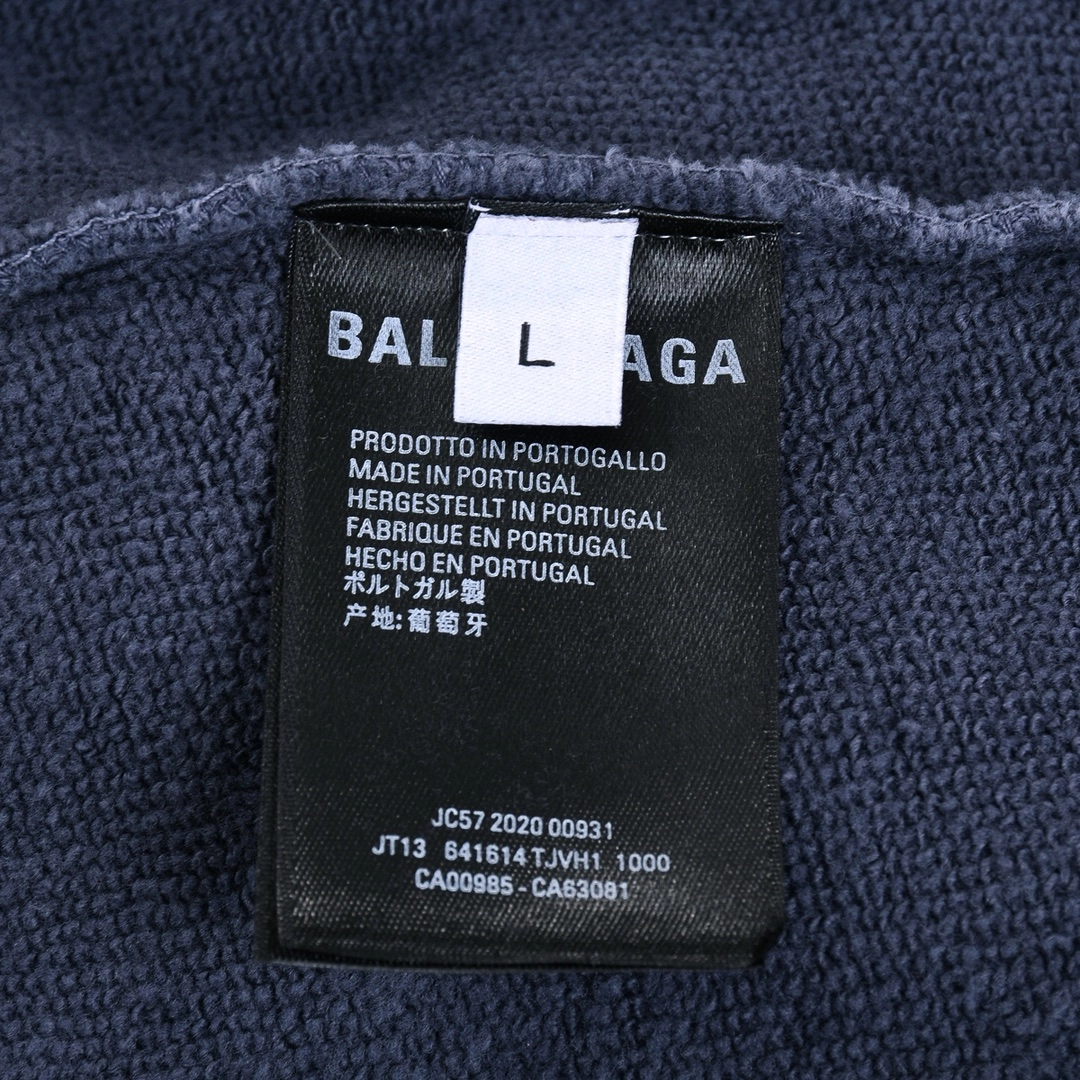 L
BAL AGA
PRODOTTO IN PORTOGALLO
MADE IN PORTUGAL
HERGESTELLT IN PORTUGAL
FABRIQUE EN PORTUGAL
HECHO EN PORTUGAL
ポルトガル製
产地:葡萄牙
JC57 2020 00931
JT13 641614 TJVH1 1000
CA00985 - CA63081